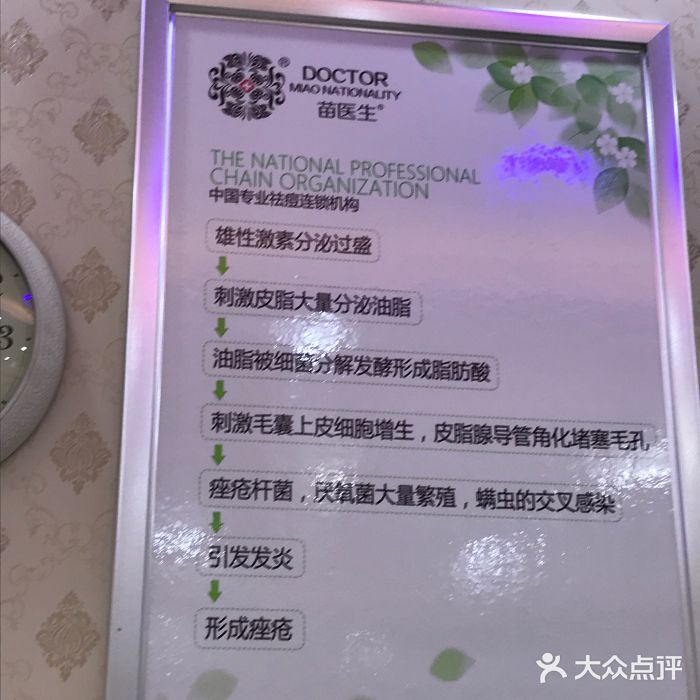 DOCTOR
MIAO NATIONALITY
苗医生®
THE NATIONAL PROFESSIONAL
CHAIN ORGANIZATION
中国专业祛痘连锁机构
雄性激素分泌过盛
刺激皮脂大量分泌油脂
油脂被细菌分解发酵形成脂肪酸
刺激毛囊上皮细胞增生，皮脂腺导管角化堵塞毛孔
痤疮杆菌，厌氧菌大量繁殖，螨虫的交叉感染
引发发炎
形成痤疮
3
大众点评